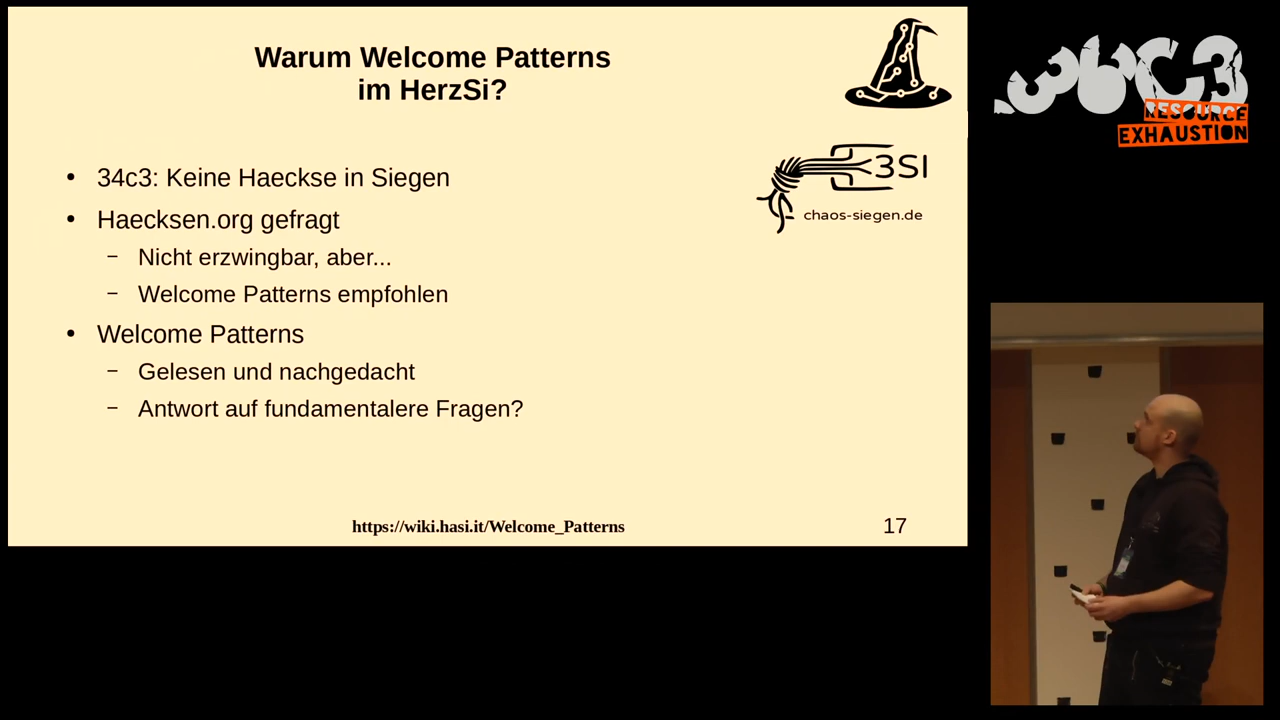 Warum Welcome Patterns
im HerzSi?
• 34c3: Keine Haeckse in Siegen
• Haecksen.org gefragt
– Nicht erzwingbar, aber...
– Welcome Patterns empfohlen
• Welcome Patterns
– Gelesen und nachgedacht
– Antwort auf fundamentalere Fragen?
3SI
chaos-siegen.de
https://wiki.hasi.it/Welcome_Patterns
17
36C3
RESOURCE
EXHAUSTION